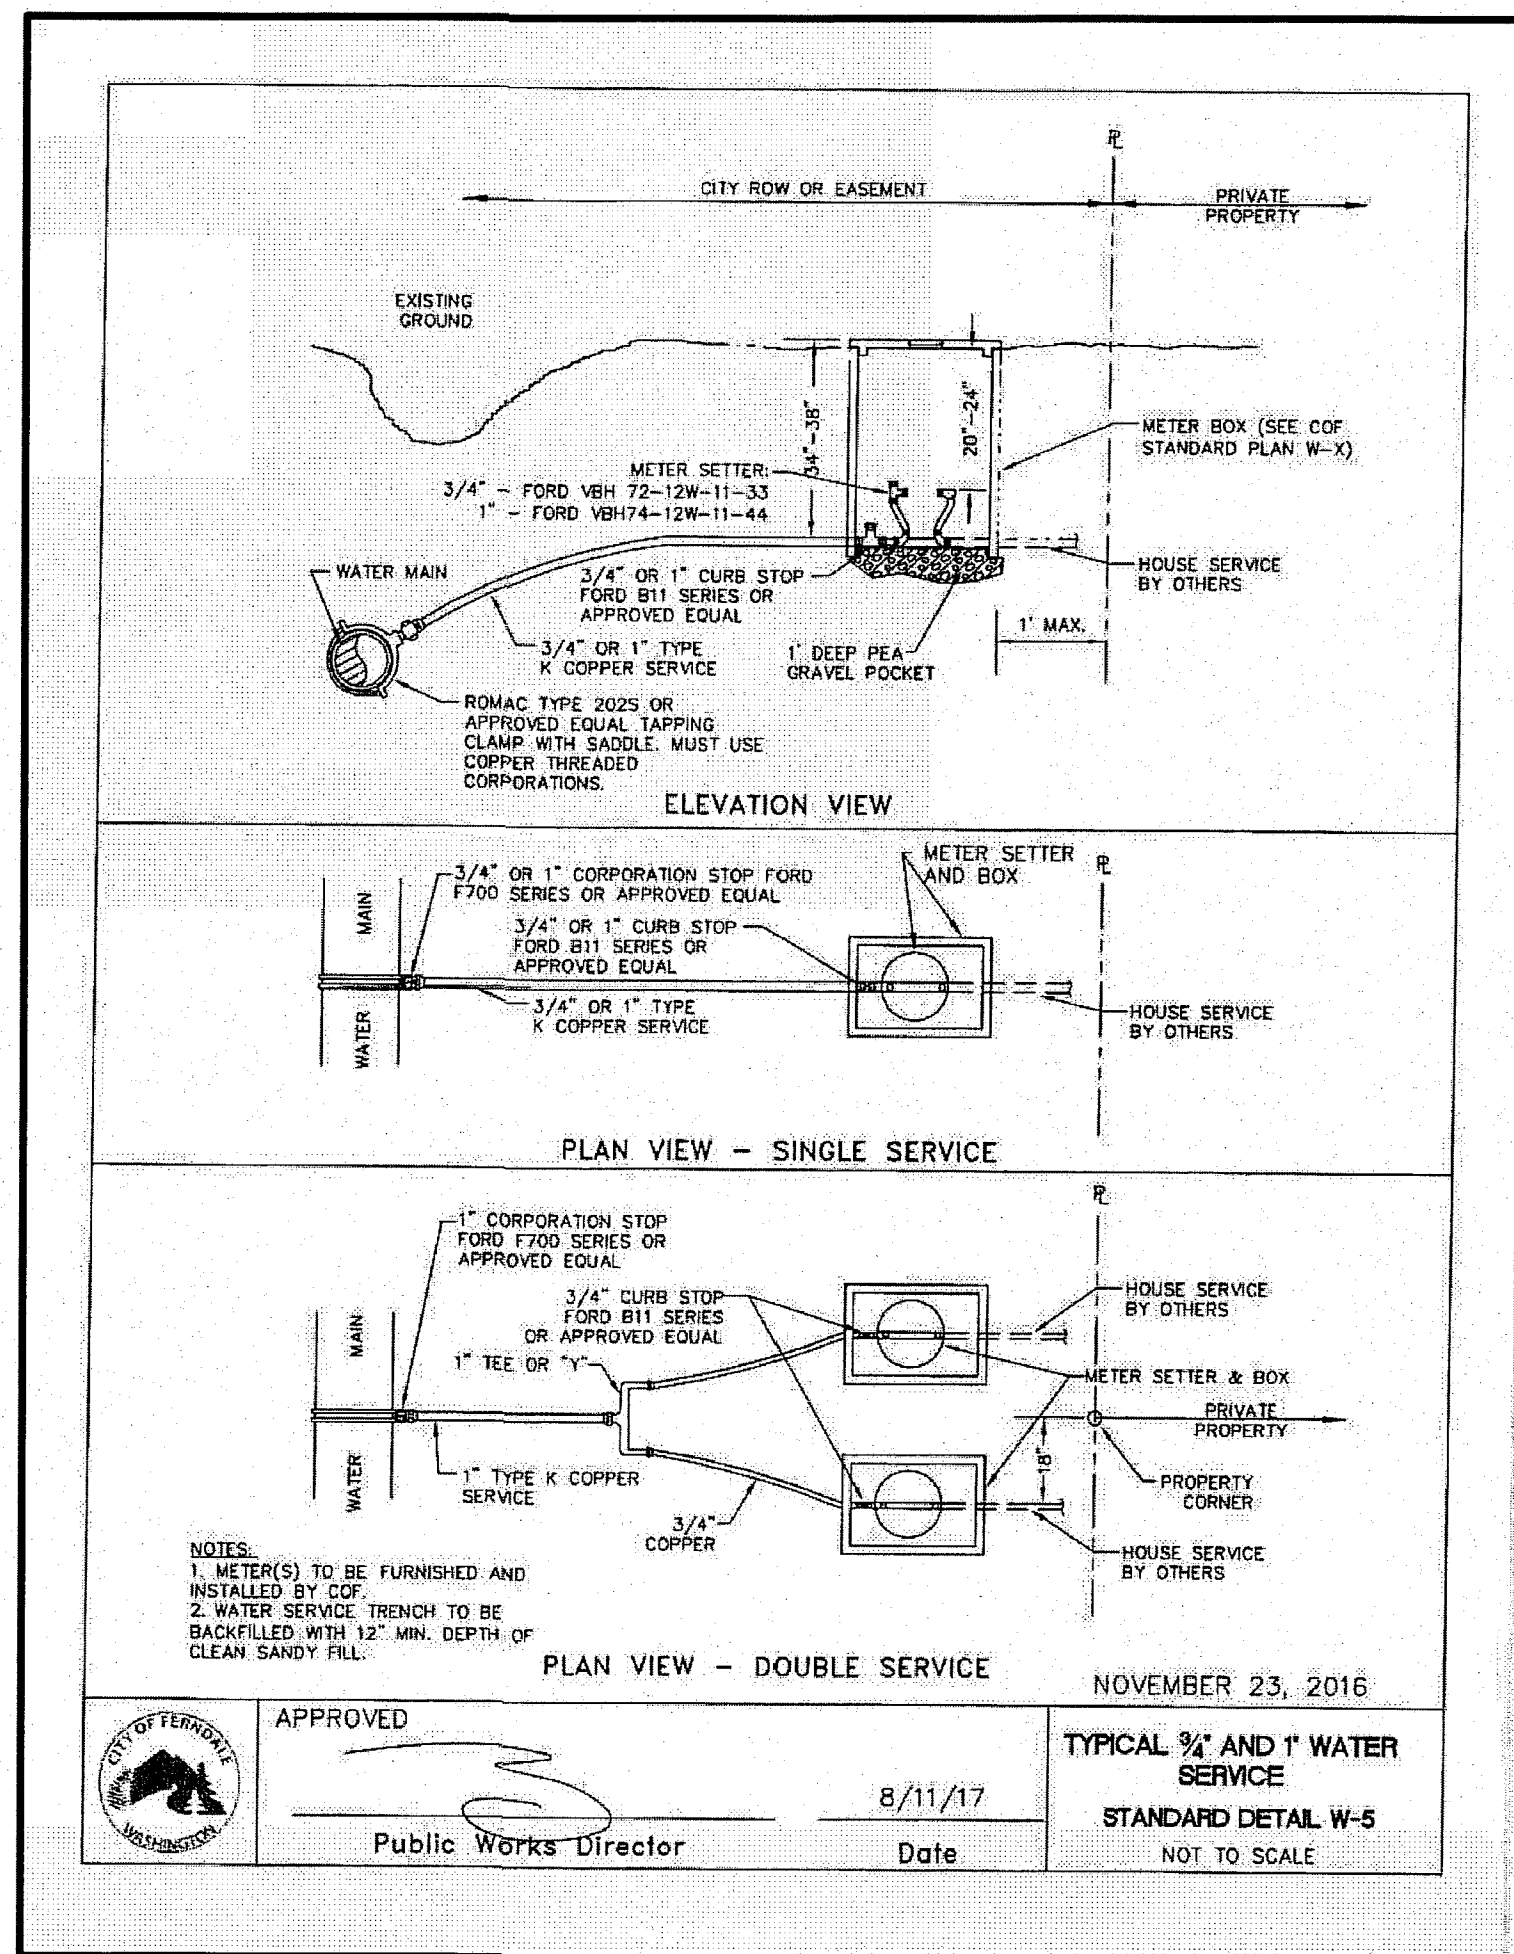 ℄
CITY ROW OR EASEMENT
PRIVATE
PROPERTY
EXISTING
GROUND
34"-38"
20"-24"
METER BOX (SEE COF
STANDARD PLAN W-X)
METER SETTER:
3/4" - FORD VBH 72-12W-11-33
1" - FORD VBH74-12W-11-44
WATER MAIN
3/4" OR 1" CURB STOP
FORD B11 SERIES OR
APPROVED EQUAL
HOUSE SERVICE
BY OTHERS
1' MAX.
3/4" OR 1" TYPE
K COPPER SERVICE
1' DEEP PEA
GRAVEL POCKET
ROMAC TYPE 202S OR
APPROVED EQUAL TAPPING
CLAMP WITH SADDLE. MUST USE
COPPER THREADED
CORPORATIONS.
ELEVATION VIEW
3/4" OR 1" CORPORATION STOP FORD
F700 SERIES OR APPROVED EQUAL
METER SETTER
AND BOX
PL
WATER MAIN
3/4" OR 1" CURB STOP
FORD B11 SERIES OR
APPROVED EQUAL
3/4" OR 1" TYPE
K COPPER SERVICE
HOUSE SERVICE
BY OTHERS
PLAN VIEW - SINGLE SERVICE
PL
1" CORPORATION STOP
FORD F700 SERIES OR
APPROVED EQUAL
WATER MAIN
3/4" CURB STOP
FORD B11 SERIES
OR APPROVED EQUAL
HOUSE SERVICE
BY OTHERS
1" TEE OR "Y"
METER SETTER & BOX
PRIVATE
PROPERTY
18"
1" TYPE K COPPER
SERVICE
PROPERTY
CORNER
3/4"
COPPER
HOUSE SERVICE
BY OTHERS
NOTES:
1. METER(S) TO BE FURNISHED AND
INSTALLED BY COF.
2. WATER SERVICE TRENCH TO BE
BACKFILLED WITH 12" MIN. DEPTH OF
CLEAN SANDY FILL.
PLAN VIEW - DOUBLE SERVICE
NOVEMBER 23, 2016
CITY OF FERNDALE
WASHINGTON
APPROVED
8/11/17
Public Works Director
Date
TYPICAL 3/4" AND 1" WATER
SERVICE
STANDARD DETAIL W-5
NOT TO SCALE